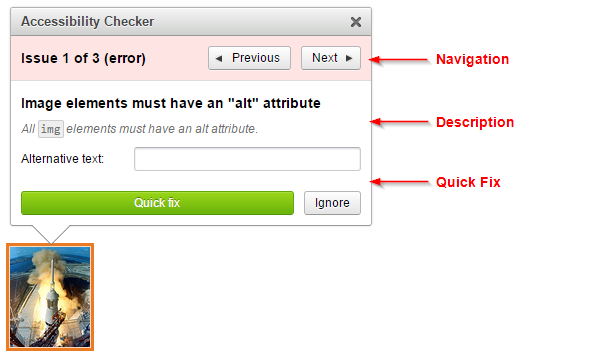 Accessibility Checker
Issue 1 of 3 (error)
Previous
Next
Navigation
Image elements must have an "alt" attribute
All img elements must have an alt attribute.
Description
Alternative text:
Quick Fix
Quick fix
Ignore